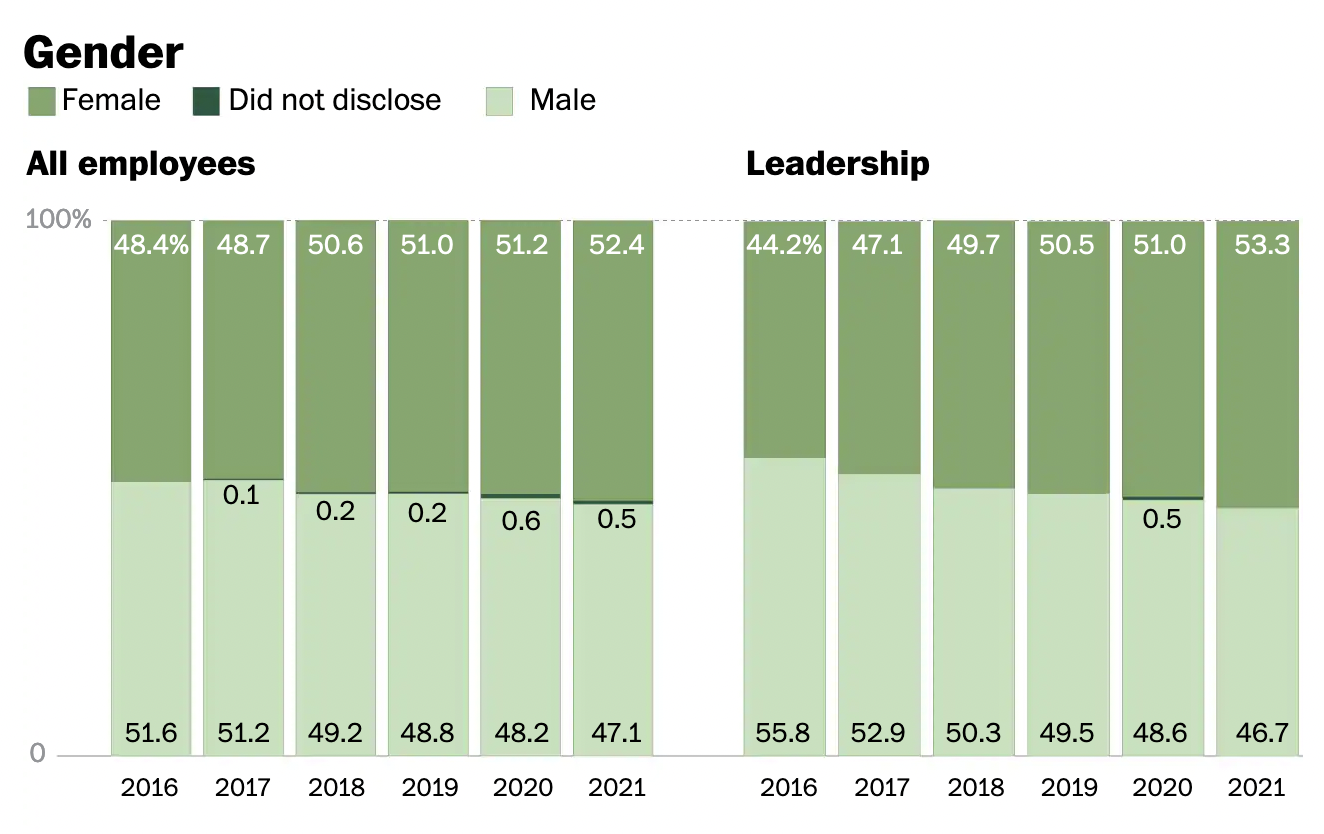 Gender
Female Did not disclose Male
All employees Leadership
100%
48.4% 48.7 50.6 51.0 51.2 52.4 44.2% 47.1 49.7 50.5 51.0 53.3
0.1 0.2 0.2 0.6 0.5 0.5
51.6 51.2 49.2 48.8 48.2 47.1 55.8 52.9 50.3 49.5 48.6 46.7
0
2016 2017 2018 2019 2020 2021 2016 2017 2018 2019 2020 2021